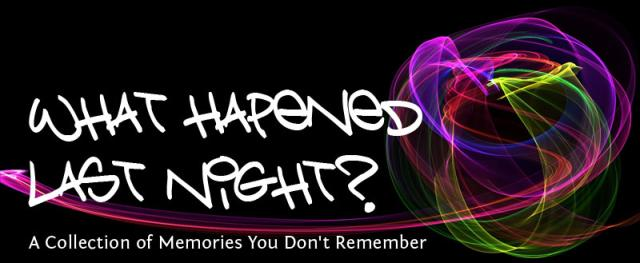 WHAT HAPENED
LAST NIGHT?
A Collection of Memories You Don't Remember